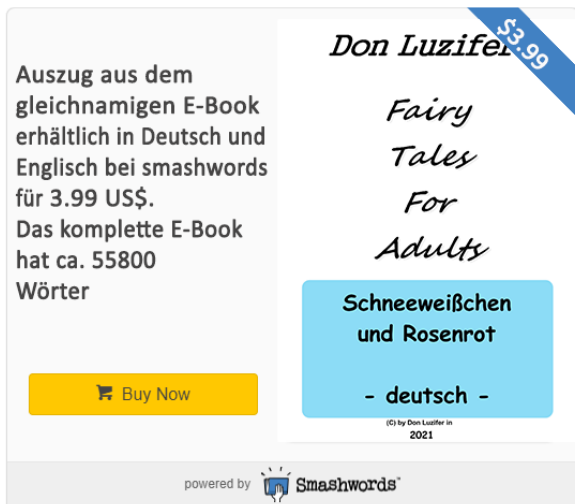 Auszug aus dem
gleichnamigen E-Book
erhältlich in Deutsch und
Englisch bei smashwords
für 3.99 US$.
Das komplette E-Book
hat ca. 55800
Wörter
Buy Now
Don Luzifer
$3.99
Fairy
Tales
For
Adults
Schneeweißchen
und Rosenrot
- deutsch -
(C) by Don Luzifer in
2021
powered by Smashwords™